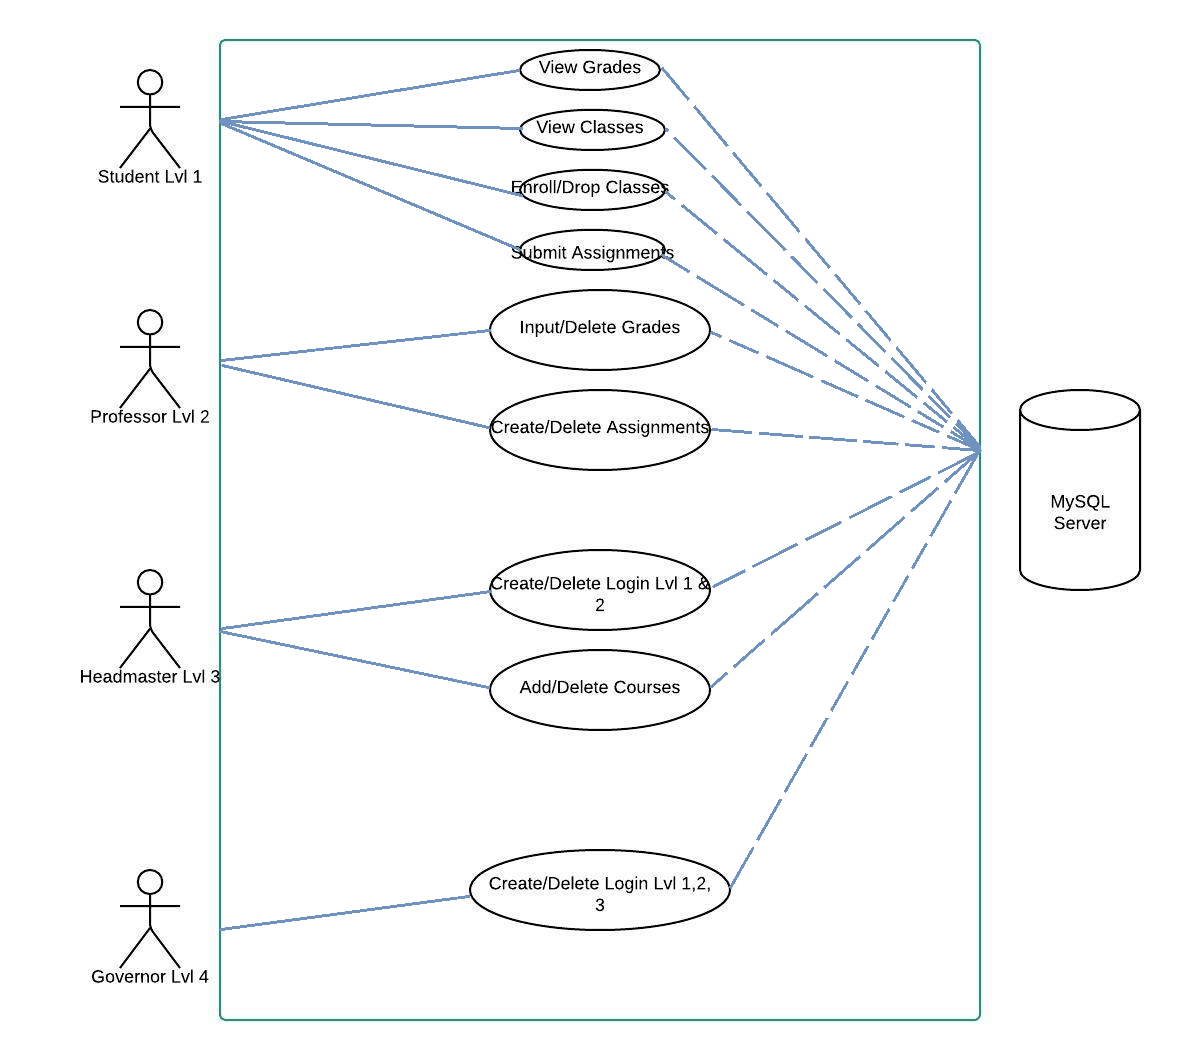 View Grades
View Classes
Student Lvl 1
Enroll/Drop Classes
Submit Assignments
Input/Delete Grades
Professor Lvl 2
Create/Delete Assignments
MySQL
Server
Create/Delete Login Lvl 1 &
2
Headmaster Lvl 3
Add/Delete Courses
Create/Delete Login Lvl 1,2,
3
Governor Lvl 4